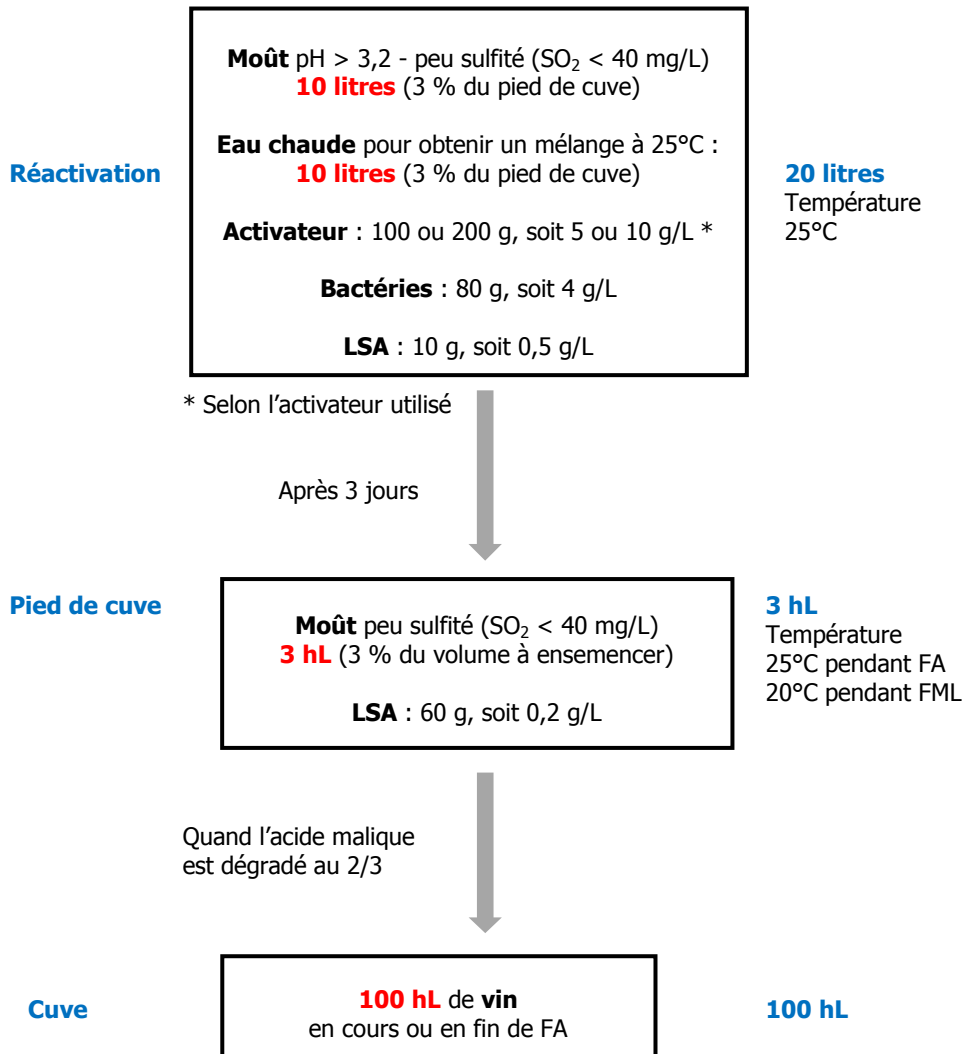 Moût pH > 3,2 - peu sulfité (SO₂ < 40 mg/L)
10 litres (3 % du pied de cuve)
Eau chaude pour obtenir un mélange à 25°C :
10 litres (3 % du pied de cuve)
Activateur : 100 ou 200 g, soit 5 ou 10 g/L *
Bactéries : 80 g, soit 4 g/L
LSA : 10 g, soit 0,5 g/L
Réactivation
20 litres
Température
25°C
* Selon l’activateur utilisé
Après 3 jours
Pied de cuve
Moût peu sulfité (SO₂ < 40 mg/L)
3 hL (3 % du volume à ensemencer)
LSA : 60 g, soit 0,2 g/L
3 hL
Température
25°C pendant FA
20°C pendant FML
Quand l’acide malique
est dégradé au 2/3
Cuve
100 hL de vin
en cours ou en fin de FA
100 hL